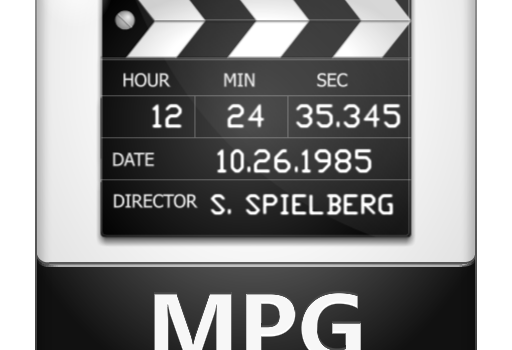 HOUR MIN SEC
12 24 35.345
DATE 10.26.1985
DIRECTOR S. SPIELBERG
MPG